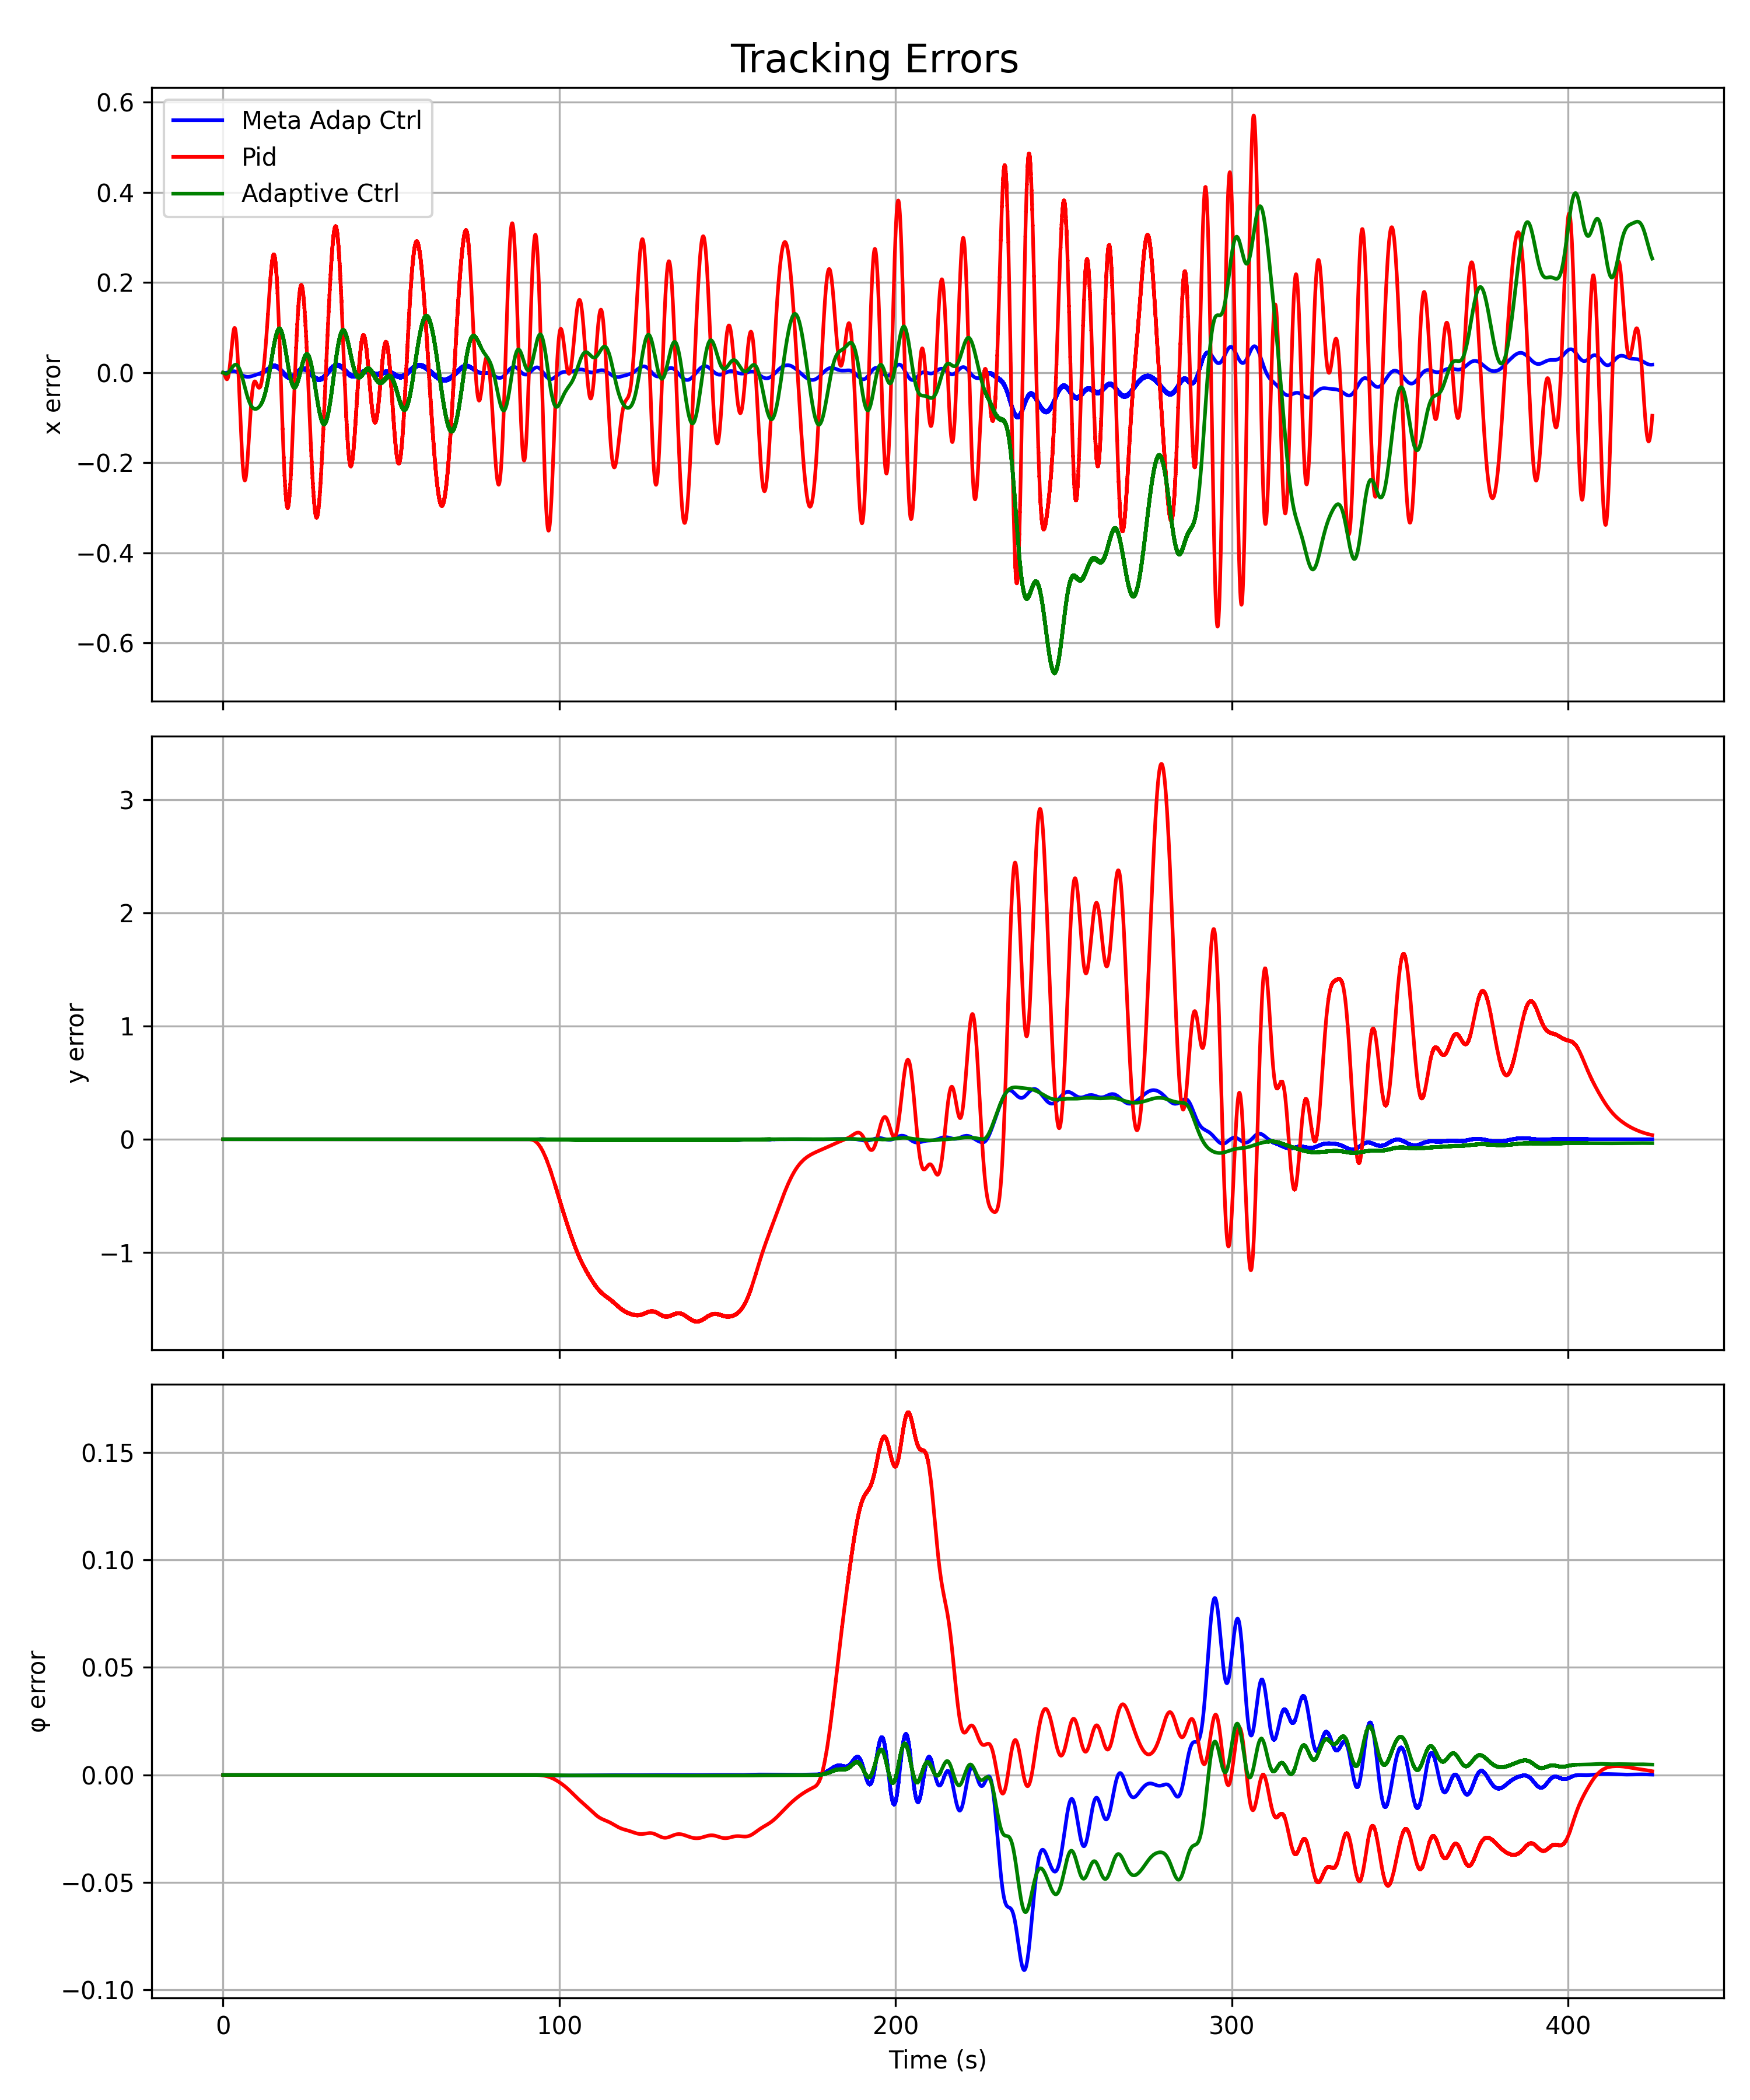 Tracking Errors
0.6
0.4
0.2
0.0
−0.2
−0.4
−0.6
x error
Meta Adap Ctrl
Pid
Adaptive Ctrl
3
2
1
0
−1
y error
0.15
0.10
0.05
0.00
−0.05
−0.10
φ error
0 100 200 300 400
Time (s)